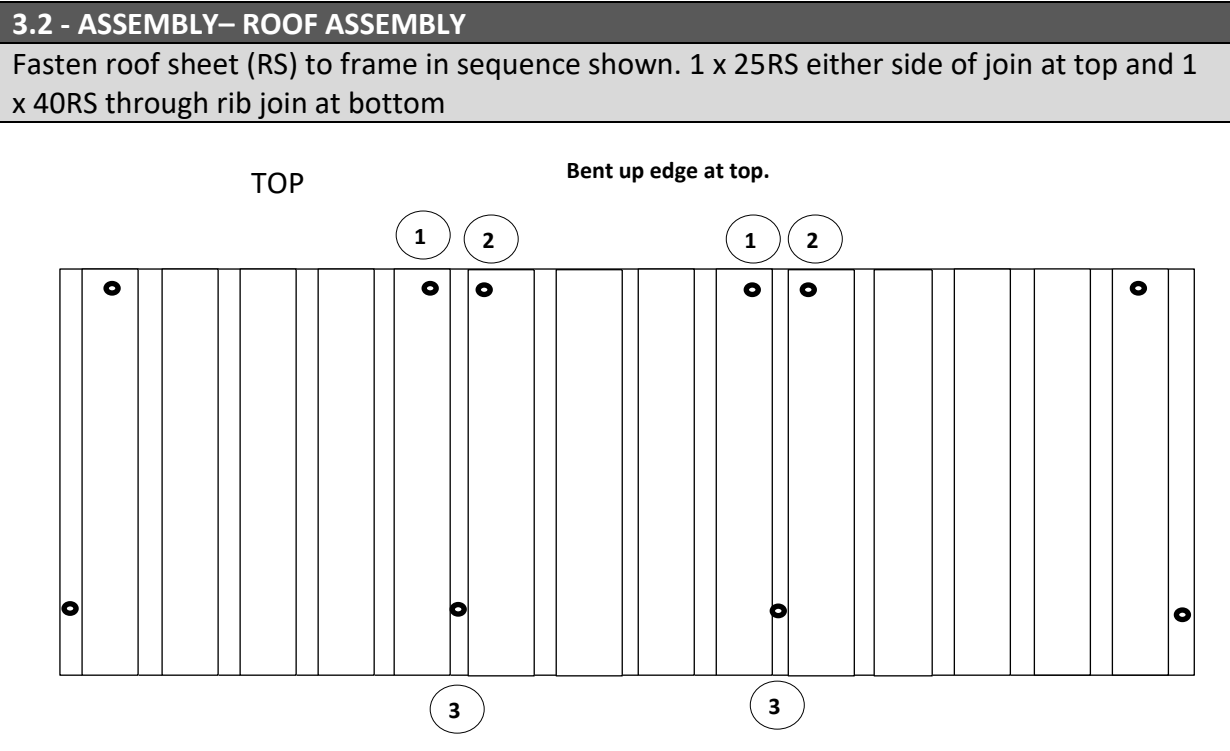 3.2 - ASSEMBLY– ROOF ASSEMBLY
Fasten roof sheet (RS) to frame in sequence shown. 1 x 25RS either side of join at top and 1
x 40RS through rib join at bottom
TOP
Bent up edge at top.
1
2
1
2
3
3